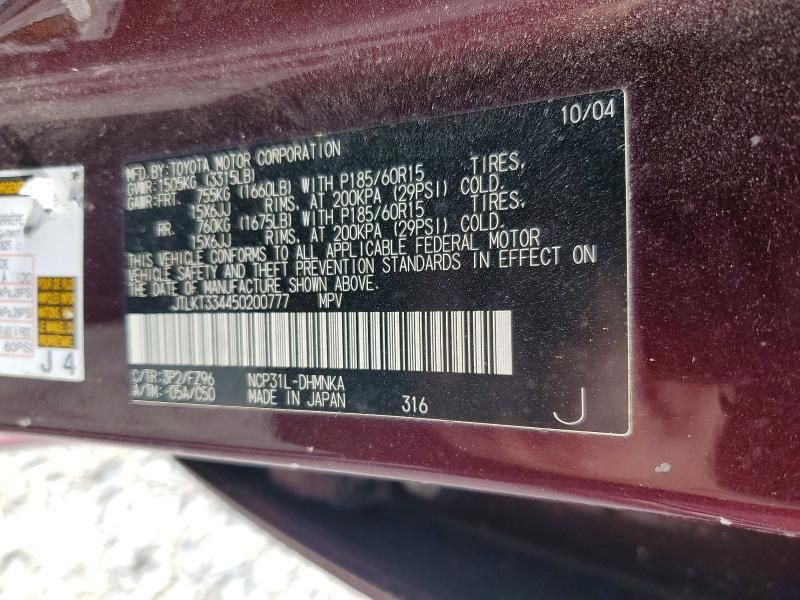 10/04
MFD.BY:TOYOTA MOTOR CORPORATION
GVWR:1505KG (3315LB)
GAWR:FRT. 755KG (1660LB) WITH P185/60R15 TIRES,
15X6JJ RIMS, AT 200KPA (29PSI) COLD.
RR. 760KG (1675LB) WITH P185/60R15 TIRES,
15X6JJ RIMS, AT 200KPA (29PSI) COLD.
THIS VEHICLE CONFORMS TO ALL APPLICABLE FEDERAL MOTOR
VEHICLE SAFETY AND THEFT PREVENTION STANDARDS IN EFFECT ON
THE DATE OF MANUFACTURE SHOWN ABOVE.
JTLKT334450200777 MPV
C/TR:3P2/FZ96 NCP31L-DHMNKA
A/TM: -05A/C50 MADE IN JAPAN 316
J
60PSI
J 4